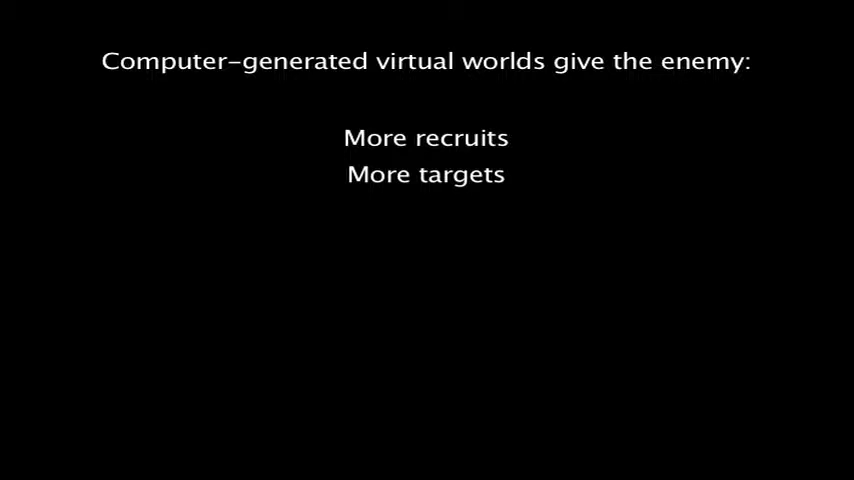 Computer-generated virtual worlds give the enemy:
More recruits
More targets